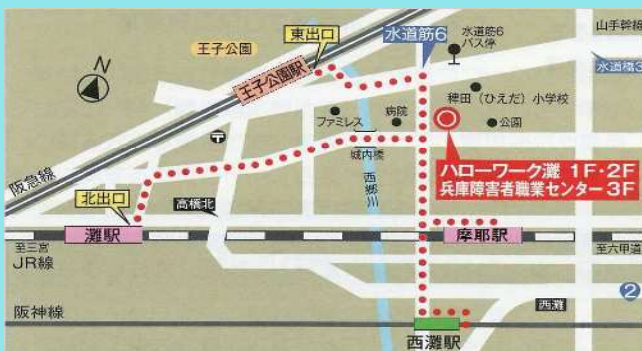 王子公園
東出口
水道筋6
水道筋6
バス停
山手幹線
水道橋3
N
王子公園駅
稗田（ひえだ）小学校
ファミレス
病院
公園
〒
城内橋
ハローワーク灘 1F・2F
兵庫障害者職業センター 3F
阪急線
北出口
高橋北
西郷川
灘駅
摩耶駅
至三宮
至六甲道
JR線
2
西灘
阪神線
西灘駅